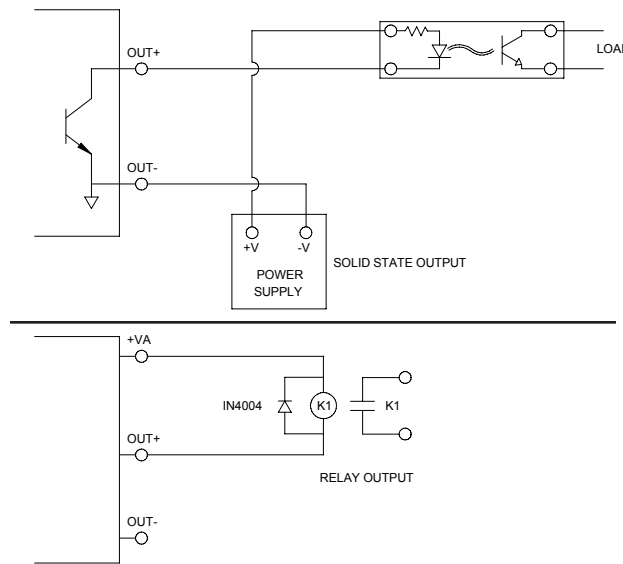 OUT+
LOAD
OUT-
+V
-V
POWER
SUPPLY
SOLID STATE OUTPUT
+VA
IN4004
K1
K1
OUT+
RELAY OUTPUT
OUT-